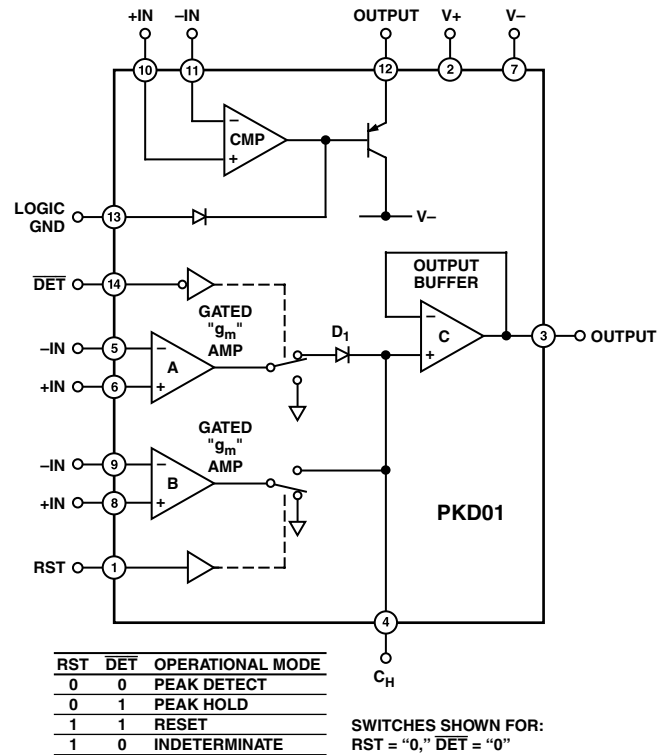 +IN –IN OUTPUT V+ V–
10 11 12 2 7
– CMP
+
LOGIC GND 13
V–
DET 14
OUTPUT BUFFER
GATED "gm" AMP
–IN 5 –
A
+IN 6 +
D1
– C
+
3 OUTPUT
GATED "gm" AMP
–IN 9 –
B
+IN 8 +
PKD01
RST 1
4
CH
RST DET OPERATIONAL MODE
0 0 PEAK DETECT
0 1 PEAK HOLD
1 1 RESET
1 0 INDETERMINATE
SWITCHES SHOWN FOR:
RST = “0,” DET = “0”